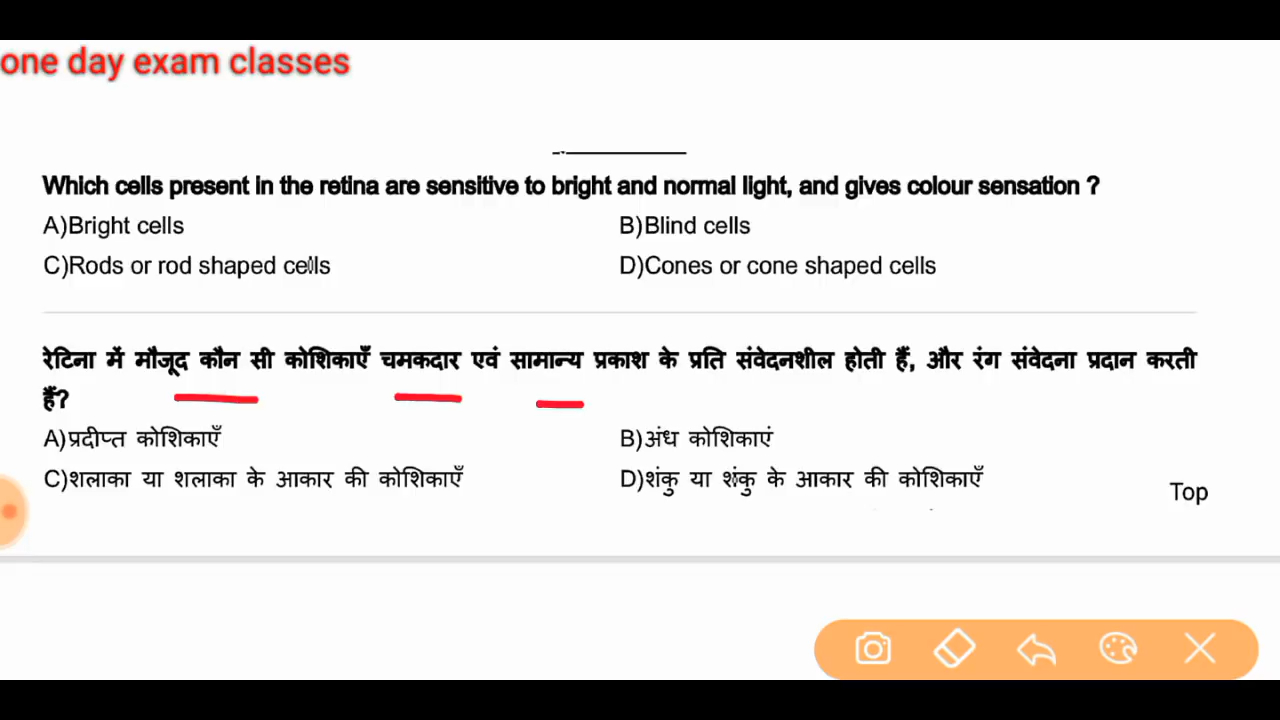 one day exam classes
Which cells present in the retina are sensitive to bright and normal light, and gives colour sensation ?
A)Bright cells B)Blind cells
C)Rods or rod shaped cells D)Cones or cone shaped cells
रेटिना में मौजूद कौन सी कोशिकाएँ चमकदार एवं सामान्य प्रकाश के प्रति संवेदनशील होती हैं, और रंग संवेदना प्रदान करती
हैं?
A)प्रदीप्त कोशिकाएँ B)अंध कोशिकाएं
C)शलाका या शलाका के आकार की कोशिकाएँ D)शंकु या शंकु के आकार की कोशिकाएँ
Top